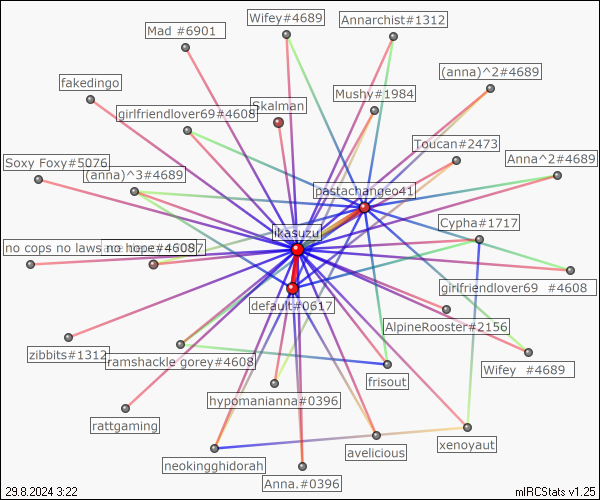 Wifey#4689
Annarchist#1312
Mad #6901
(anna)^2#4689
fakedingo
Mushy#1984
Skalman
girlfriendlover69#4608
Toucan#2473
Anna^2#4689
Soxy Foxy#5076
(anna)^3#4689
pastachangeo41
Cypha#1717
ikasuzu
no cops no laws no hope#4608
girlfriendlover69 #4608
default#0617
AlpineRooster#2156
zibbits#1312
ramshackle gorey#4608
Wifey #4689
frisout
hypomanianna#0396
rattgaming
xenoyaut
avelicious
neokingghidorah
Anna.#0396
29.8.2024 3:22
mIRCStats v1.25